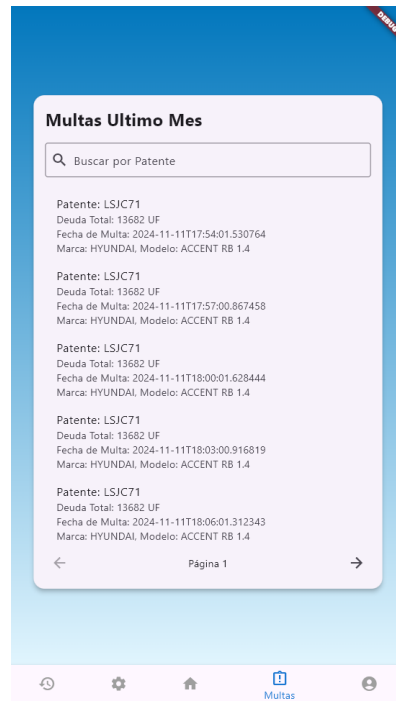 DEBUG
Multas Ultimo Mes
Buscar por Patente
Patente: LSJC71
Deuda Total: 13682 UF
Fecha de Multa: 2024-11-11T17:54:01.530764
Marca: HYUNDAI, Modelo: ACCENT RB 1.4
Patente: LSJC71
Deuda Total: 13682 UF
Fecha de Multa: 2024-11-11T17:57:00.867458
Marca: HYUNDAI, Modelo: ACCENT RB 1.4
Patente: LSJC71
Deuda Total: 13682 UF
Fecha de Multa: 2024-11-11T18:00:01.628444
Marca: HYUNDAI, Modelo: ACCENT RB 1.4
Patente: LSJC71
Deuda Total: 13682 UF
Fecha de Multa: 2024-11-11T18:03:00.916819
Marca: HYUNDAI, Modelo: ACCENT RB 1.4
Patente: LSJC71
Deuda Total: 13682 UF
Fecha de Multa: 2024-11-11T18:06:01.312343
Marca: HYUNDAI, Modelo: ACCENT RB 1.4
Página 1
Multas